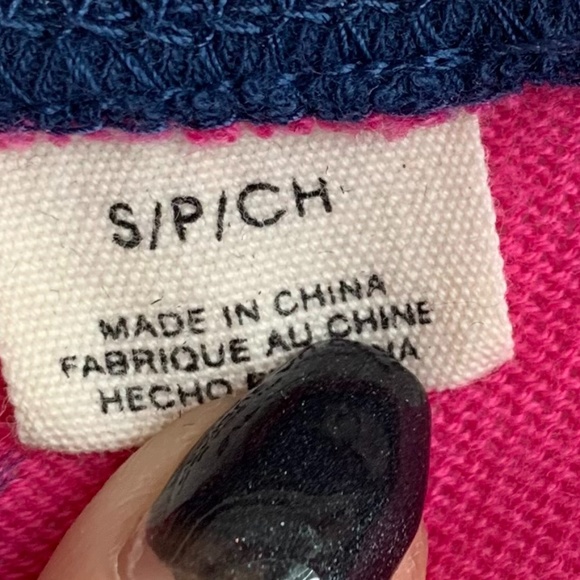 S/P/CH
MADE IN CHINA
FABRIQUE AU CHINE
HECHO